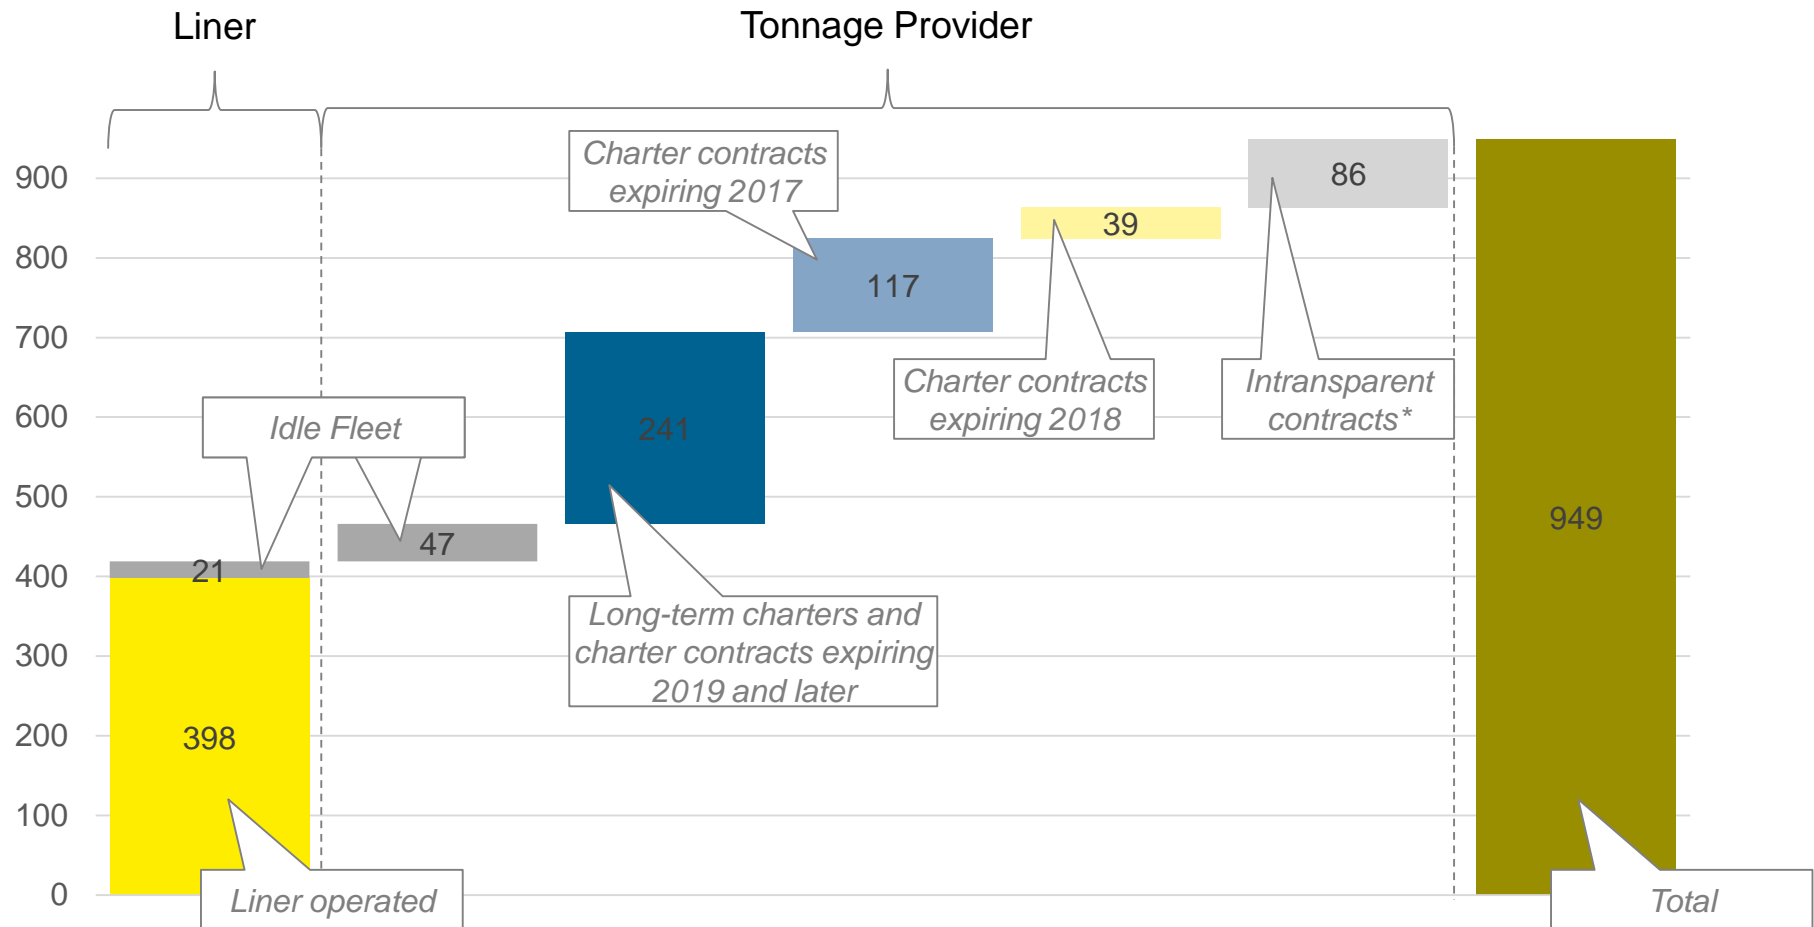 Liner
Tonnage Provider
900
800
700
600
500
400
300
200
100
0
Charter contracts
expiring 2017
86
39
117
Charter contracts
expiring 2018
Intransparent
contracts*
Idle Fleet
241
949
47
21
Long-term charters and
charter contracts expiring
2019 and later
398
Liner operated
Total